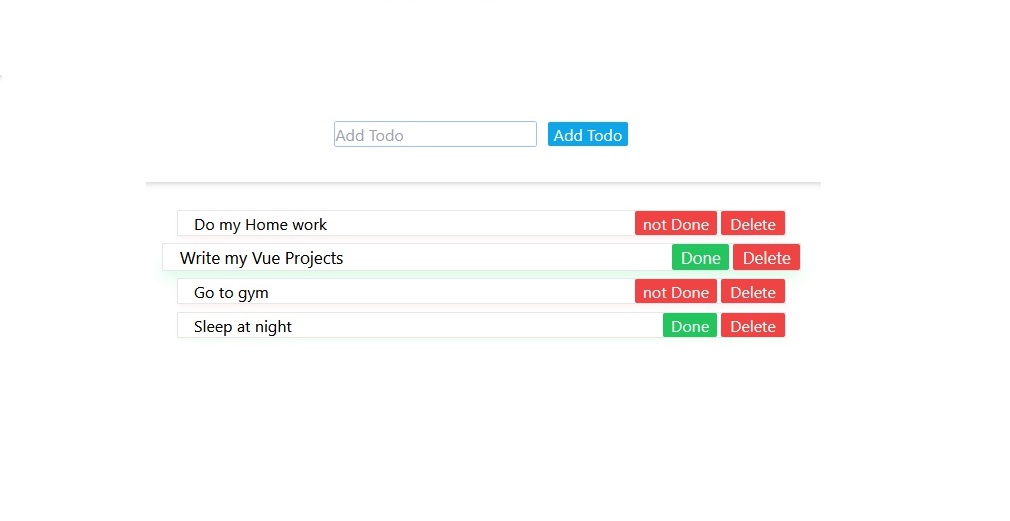 Add Todo Add Todo
Do my Home work not Done Delete
Write my Vue Projects Done Delete
Go to gym not Done Delete
Sleep at night Done Delete